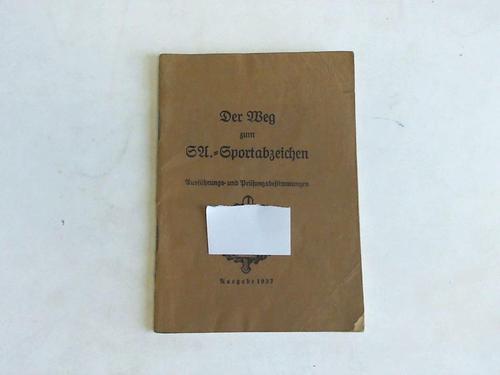 Der Weg
zum
SA.-Sportabzeichen
Ausführungs- und Prüfungsbestimmungen
Ausgabe 1937